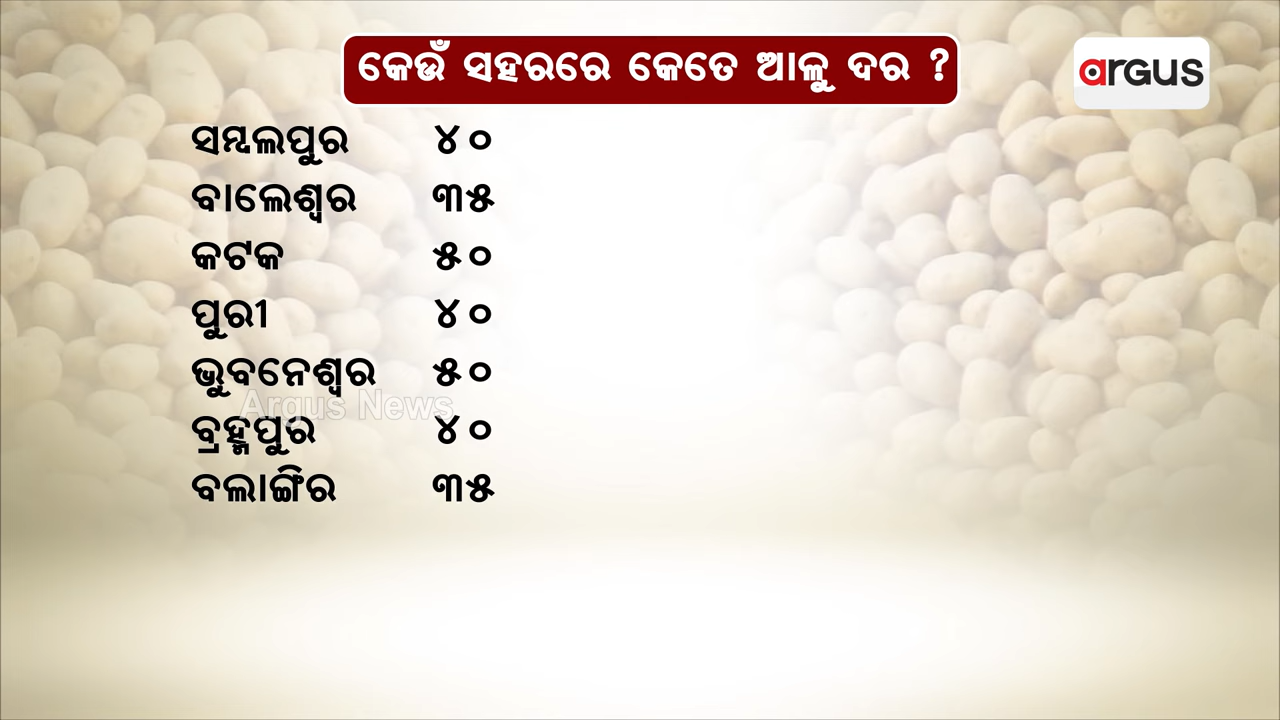 କେଉଁ ସହରରେ କେତେ ଆଳୁ ଦର ?
argus
ସମ୍ବଲପୁର ୪୦
ବାଲେଶ୍ୱର ୩୫
କଟକ ୫୦
ପୁରୀ ୪୦
ଭୁବନେଶ୍ୱର ୫୦
Argus News
ବ୍ରହ୍ମପୁର ୪୦
ବଲାଙ୍ଗିର ୩୫